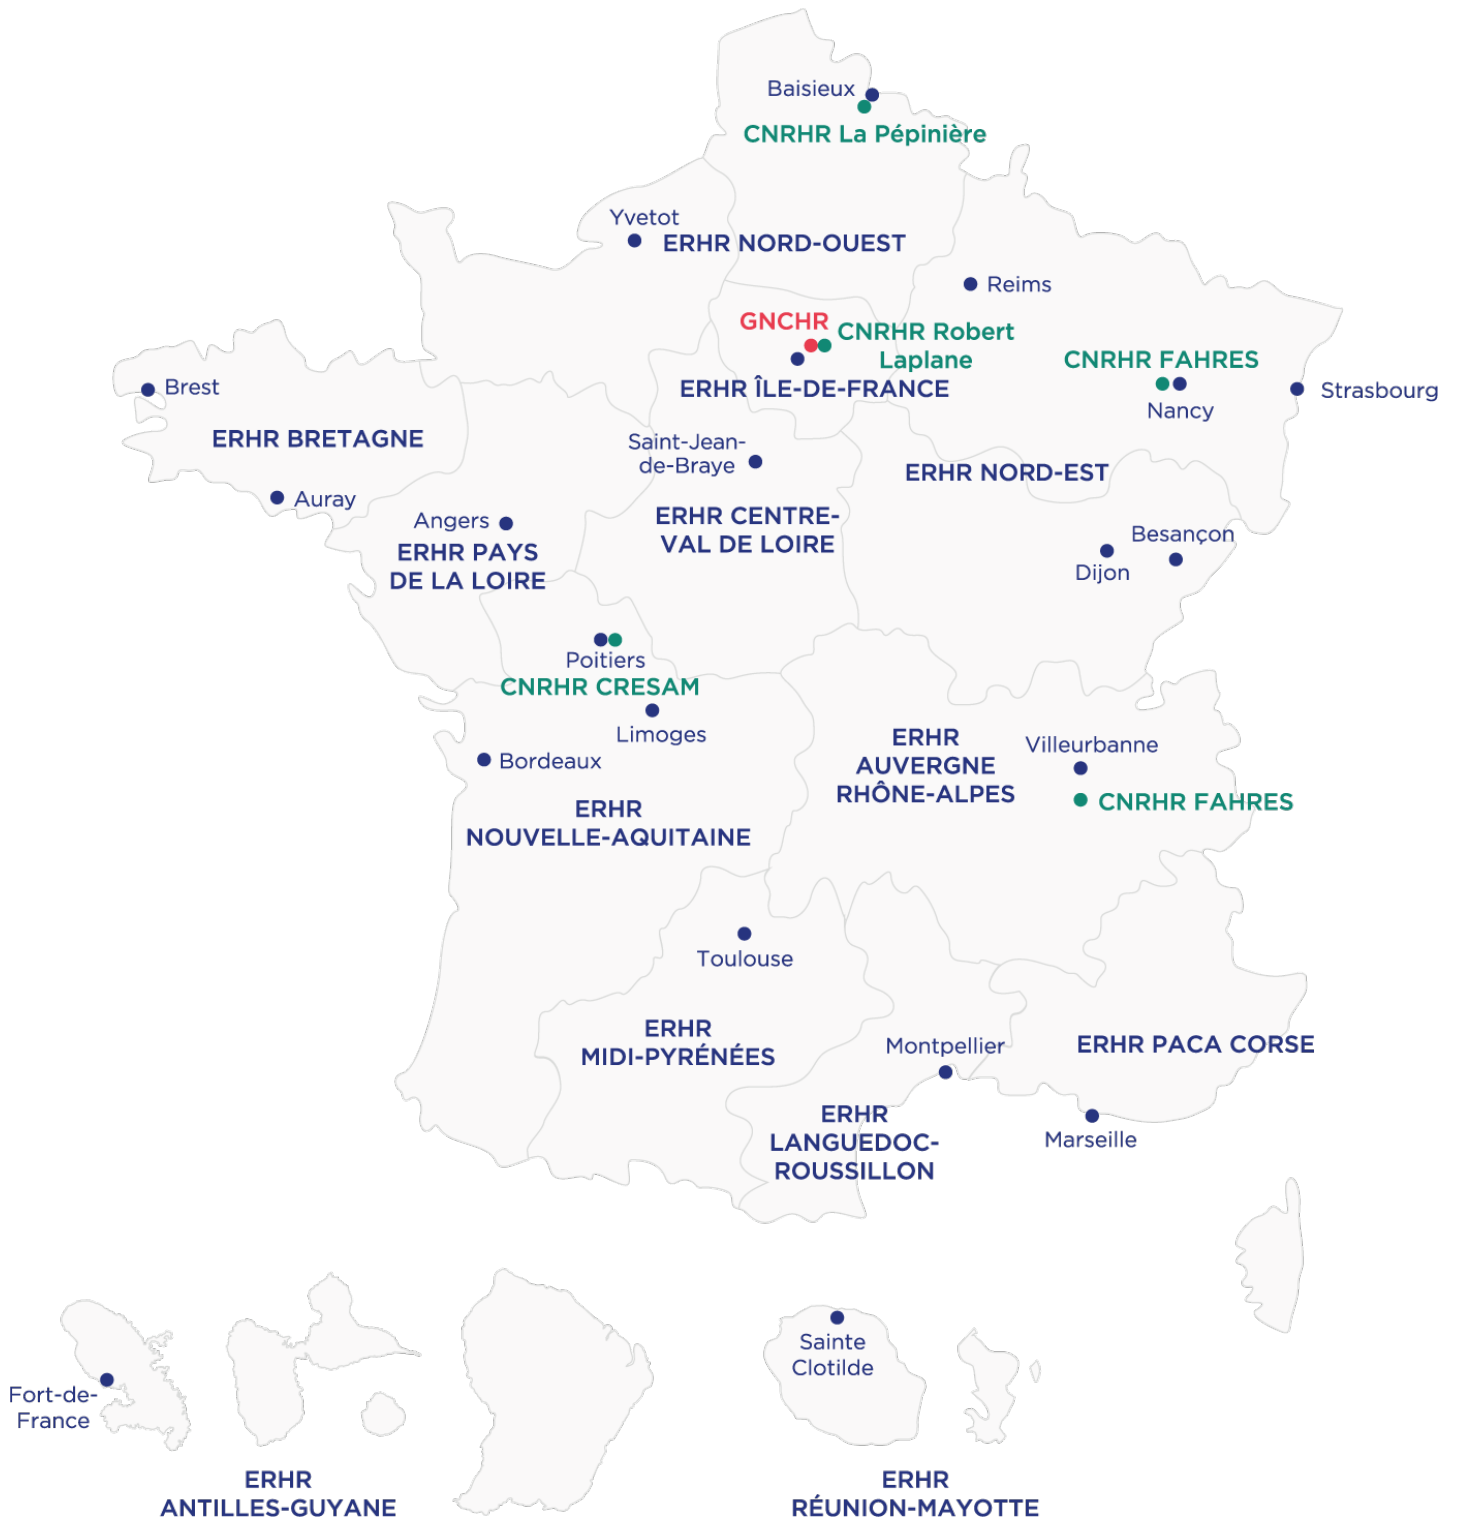 Baisieux
CNRHR La Pépinière
Yvetot
ERHR NORD-OUEST
Reims
GNCHR
CNRHR Robert
Laplane
ERHR ÎLE-DE-FRANCE
CNRHR FAHRES
Nancy
Strasbourg
Brest
ERHR BRETAGNE
Auray
Saint-Jean-
de-Braye
ERHR NORD-EST
Angers
ERHR PAYS
DE LA LOIRE
ERHR CENTRE-
VAL DE LOIRE
Besançon
Dijon
Poitiers
CNRHR CRESAM
Limoges
Bordeaux
ERHR
NOUVELLE-AQUITAINE
ERHR
AUVERGNE
RHÔNE-ALPES
Villeurbanne
CNRHR FAHRES
Toulouse
ERHR
MIDI-PYRÉNÉES
Montpellier
ERHR PACA CORSE
ERHR
LANGUEDOC-
ROUSSILLON
Marseille
Fort-de-
France
ERHR
ANTILLES-GUYANE
Sainte
Clotilde
ERHR
RÉUNION-MAYOTTE